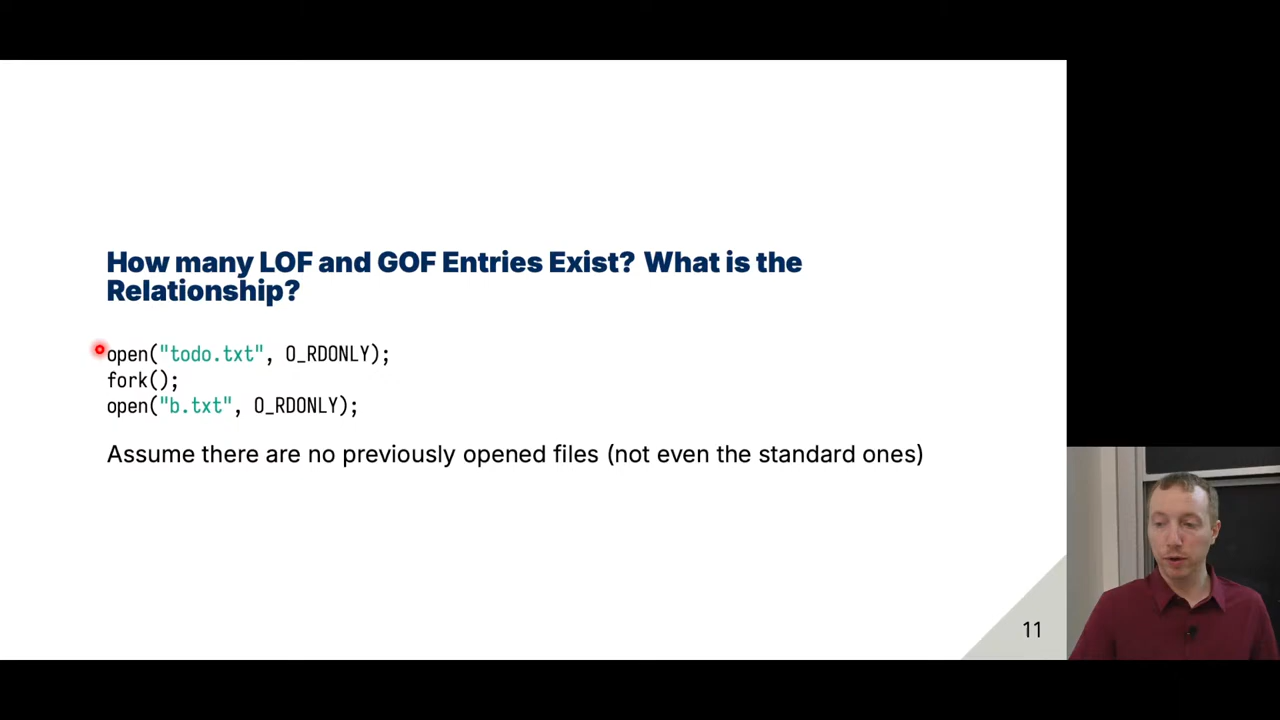 How many LOF and GOF Entries Exist? What is the
Relationship?
open("todo.txt", O_RDONLY);
fork();
open("b.txt", O_RDONLY);
Assume there are no previously opened files (not even the standard ones)
11